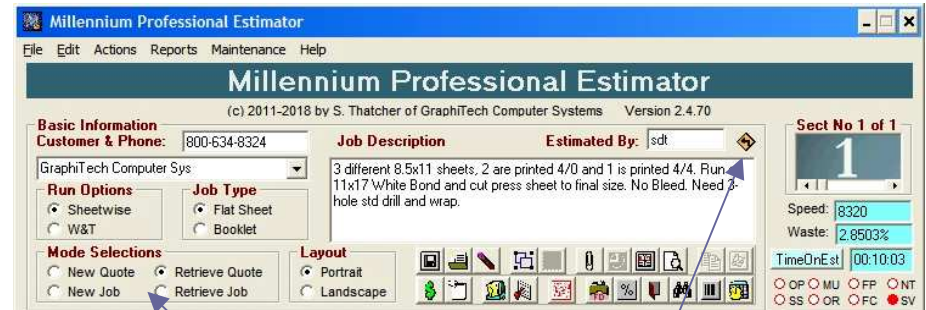 Millennium Professional Estimator
File Edit Actions Reports Maintenance Help
Millennium Professional Estimator
(c) 2011-2018 by S. Thatcher of GraphiTech Computer Systems Version 2.4.70
Basic Information
Customer & Phone: 800-634-8324
GraphiTech Computer Sys
Run Options
Sheetwise
W&T
Job Type
Flat Sheet
Booklet
Mode Selections
New Quote Retrieve Quote
New Job Retrieve Job
Layout
Portrait
Landscape
Job Description Estimated By: sdt
3 different 8.5x11 sheets, 2 are printed 4/0 and 1 is printed 4/4. Run
11x17 White Bond and cut press sheet to final size. No Bleed. Need 3-
hole std drill and wrap.
Sect No 1 of 1
1
Speed: 8320
Waste: 2.8503%
TimeOnEst 00:10:03
OP MU FP NT
SS OR FC SV